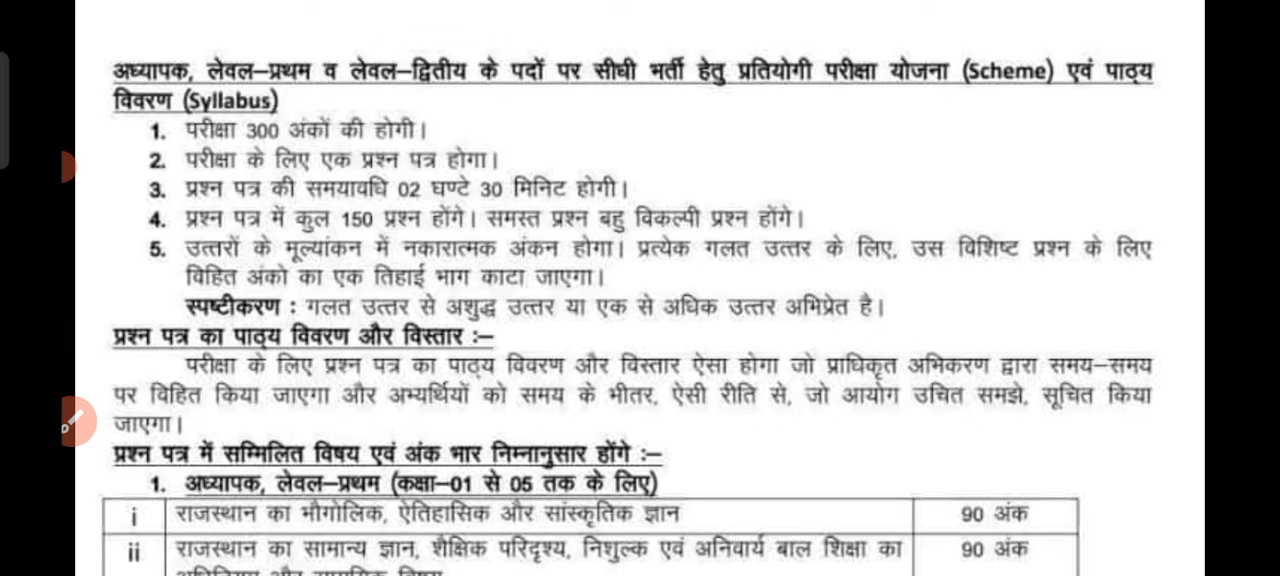 अध्यापक, लेवल–प्रथम व लेवल–द्वितीय के पदों पर सीधी भर्ती हेतु प्रतियोगी परीक्षा योजना (Scheme) एवं पाठ्य
विवरण (Syllabus)
1. परीक्षा 300 अंकों की होगी।
2. परीक्षा के लिए एक प्रश्न पत्र होगा।
3. प्रश्न पत्र की समयावधि 02 घण्टे 30 मिनिट होगी।
4. प्रश्न पत्र में कुल 150 प्रश्न होंगे। समस्त प्रश्न बहु विकल्पी प्रश्न होंगे।
5. उत्तरों के मूल्यांकन में नकारात्मक अंकन होगा। प्रत्येक गलत उत्तर के लिए, उस विशिष्ट प्रश्न के लिए
विहित अंको का एक तिहाई भाग काटा जाएगा।
स्पष्टीकरण : गलत उत्तर से अशुद्ध उत्तर या एक से अधिक उत्तर अभिप्रेत है।
प्रश्न पत्र का पाठ्य विवरण और विस्तार :–
परीक्षा के लिए प्रश्न पत्र का पाठ्य विवरण और विस्तार ऐसा होगा जो प्राधिकृत अभिकरण द्वारा समय–समय
पर विहित किया जाएगा और अभ्यर्थियों को समय के भीतर, ऐसी रीति से, जो आयोग उचित समझे, सूचित किया
जाएगा।
प्रश्न पत्र में सम्मिलित विषय एवं अंक भार निम्नानुसार होंगे :–
1. अध्यापक, लेवल–प्रथम (कक्षा–01 से 05 तक के लिए)
i राजस्थान का भौगोलिक, ऐतिहासिक और सांस्कृतिक ज्ञान 90 अंक
ii राजस्थान का सामान्य ज्ञान, शैक्षिक परिदृश्य, निशुल्क एवं अनिवार्य बाल शिक्षा का 90 अंक